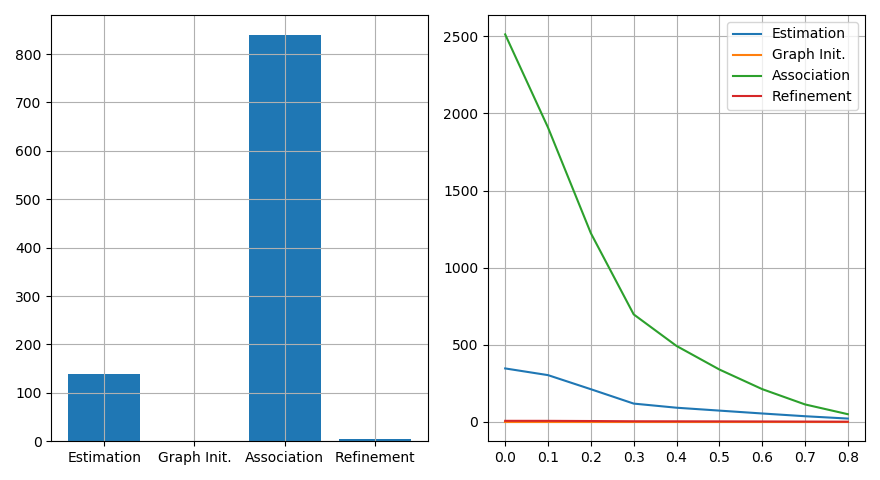 800
700
600
500
400
300
200
100
0
Estimation Graph Init. Association Refinement
2500
2000
1500
1000
500
0
0.0 0.1 0.2 0.3 0.4 0.5 0.6 0.7 0.8
Estimation
Graph Init.
Association
Refinement